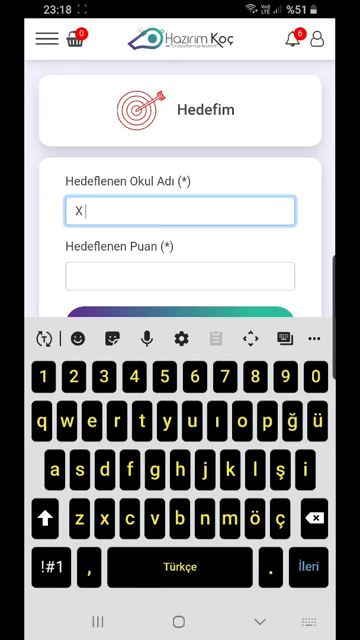 23:18
VoLTE %51
0
Hazırım Koç
6
Hedefim
Hedeflenen Okul Adı (*)
X
Hedeflenen Puan (*)
1 2 3 4 5 6 7 8 9 0
q w e r t y u ı o p ğ ü
a s d f g h j k l ş i
z x c v b n m ö ç
!#1 , Türkçe . İleri